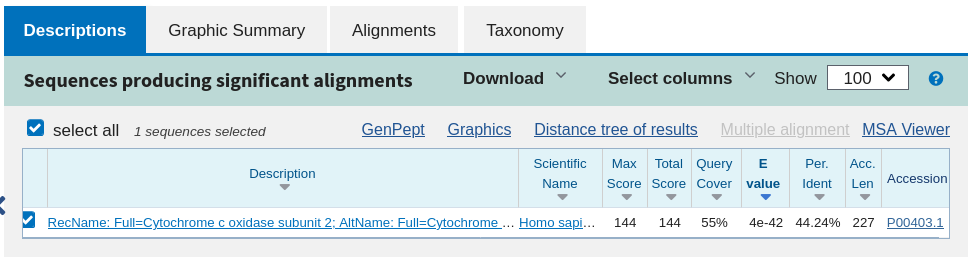 Descriptions Graphic Summary Alignments Taxonomy
Sequences producing significant alignments Download Select columns Show 100 ?
select all 1 sequences selected GenPept Graphics Distance tree of results Multiple alignment MSA Viewer
Description Scientific Name Max Score Total Score Query Cover E value Per. Ident Acc. Len Accession
RecName: Full=Cytochrome c oxidase subunit 2; AltName: Full=Cytochrome ... Homo sapi... 144 144 55% 4e-42 44.24% 227 P00403.1